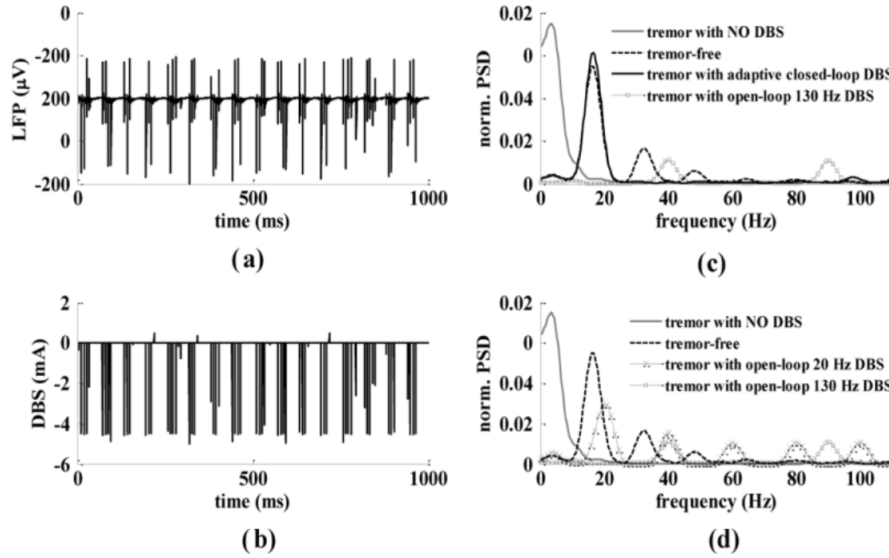 -200
0
200
-200
0
-200
LFP (µV)
0
500
1000
time (ms)
(a)
0.02
0
0.04
0.02
0
norm. PSD
tremor with NO DBS
tremor-free
tremor with adaptive closed-loop DBS
tremor with open-loop 130 Hz DBS
0
20
40
60
80
100
frequency (Hz)
(c)
2
0
-2
-4
-6
DBS (mA)
0
500
1000
time (ms)
(b)
0.02
0
0.04
0.02
0
norm. PSD
tremor with NO DBS
tremor-free
tremor with open-loop 20 Hz DBS
tremor with open-loop 130 Hz DBS
0
20
40
60
80
100
frequency (Hz)
(d)